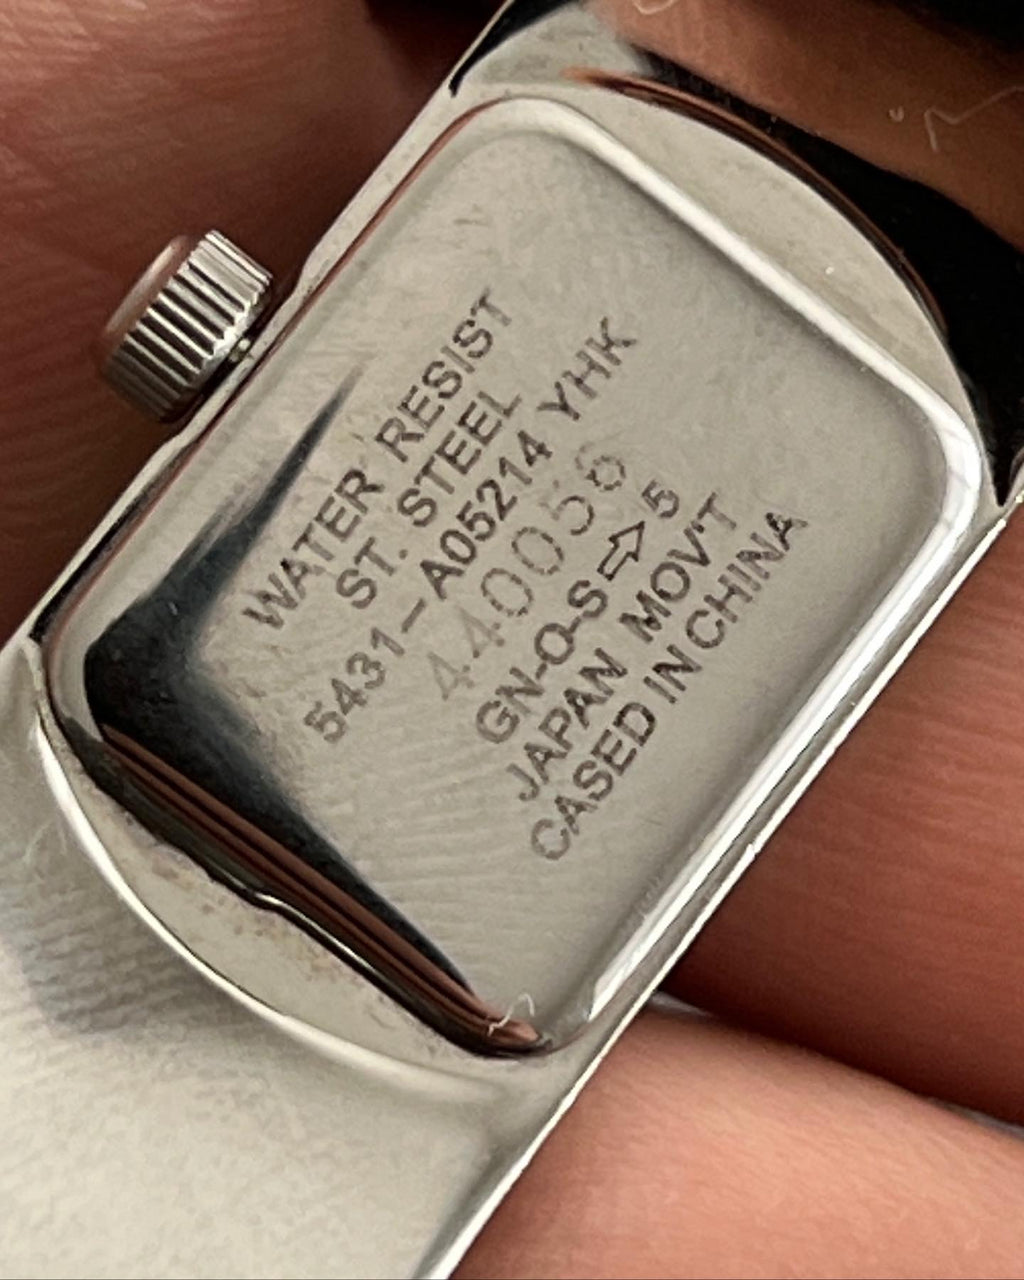 WATER RESIST
ST. STEEL
5431-A05214 YHK
440056
GN-O-S⇨5
JAPAN MOV'T
CASED IN CHINA